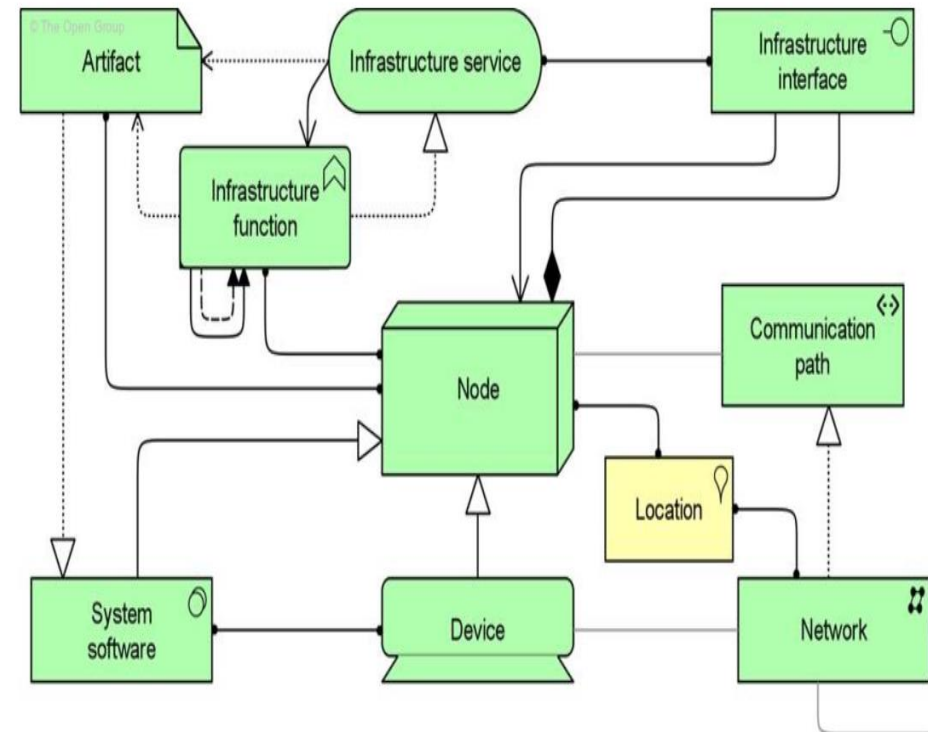 © The Open Group
Artifact
Infrastructure service
Infrastructure
interface
Infrastructure
function
Node
Communication
path
Location
System
software
Device
Network